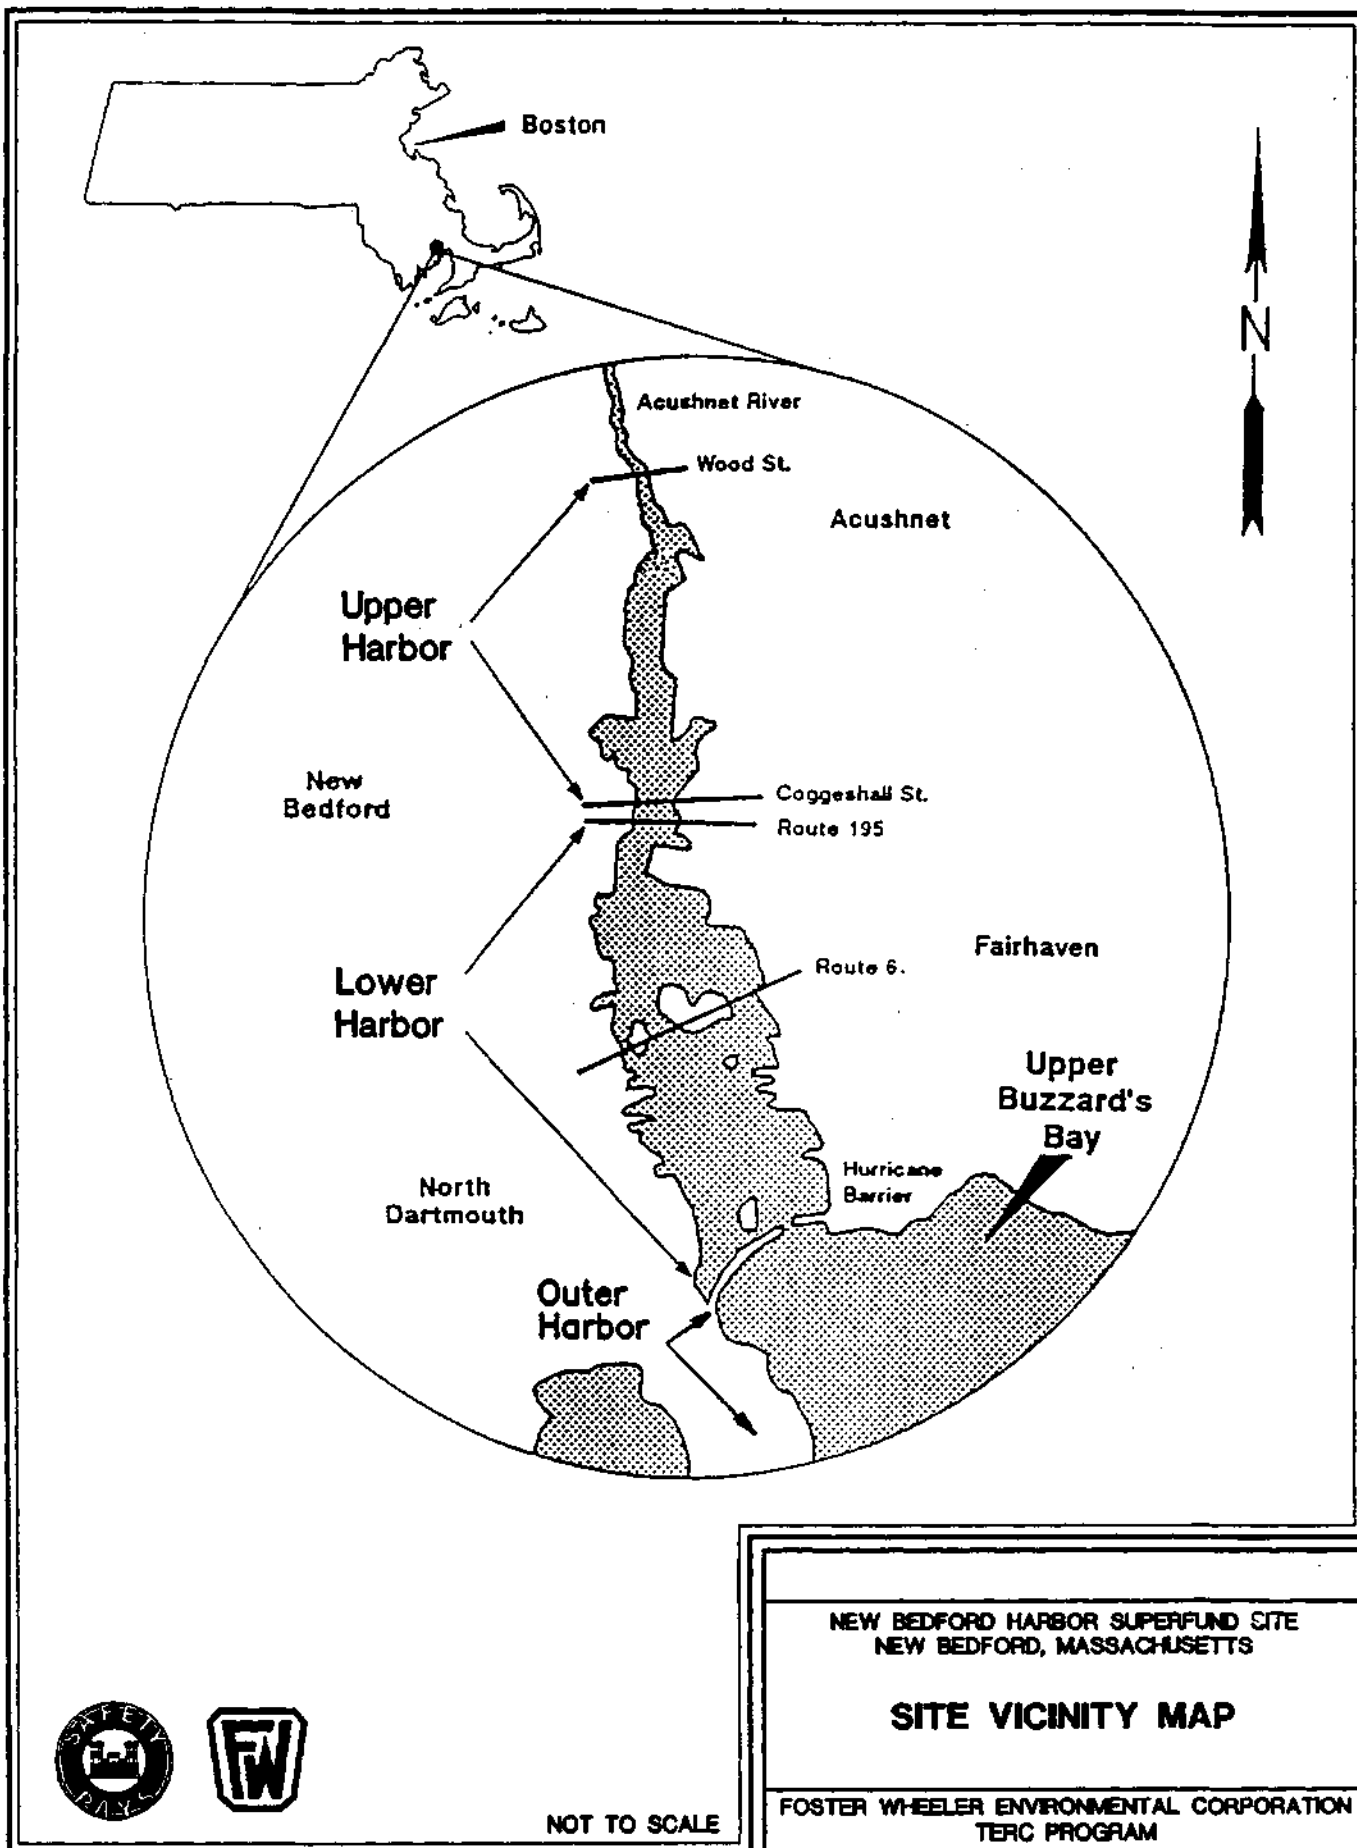 Boston
N
Acushnet River
Wood St.
Acushnet
Upper
Harbor
New
Bedford
Coggeshall St.
Route 195
Fairhaven
Route 6.
Lower
Harbor
Upper
Buzzard's
Bay
Hurricane
Barrier
North
Dartmouth
Outer
Harbor
NEW BEDFORD HARBOR SUPERFUND SITE
NEW BEDFORD, MASSACHUSETTS
SITE VICINITY MAP
SAFETY
PAYS
FW
NOT TO SCALE
FOSTER WHEELER ENVIRONMENTAL CORPORATION
TERC PROGRAM